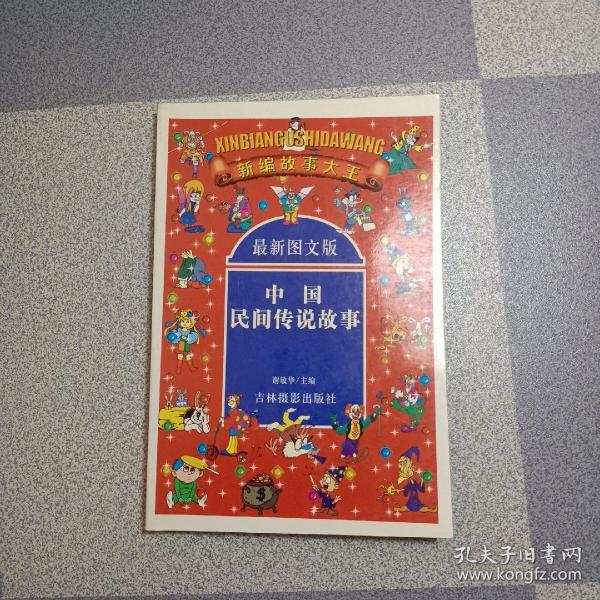 XINBIANGUSHIDAWANG
新编故事大王
最新图文版
中国
民间传说故事
谢敏华/主编
吉林摄影出版社
$
孔夫子旧書网
www.kongfz.com